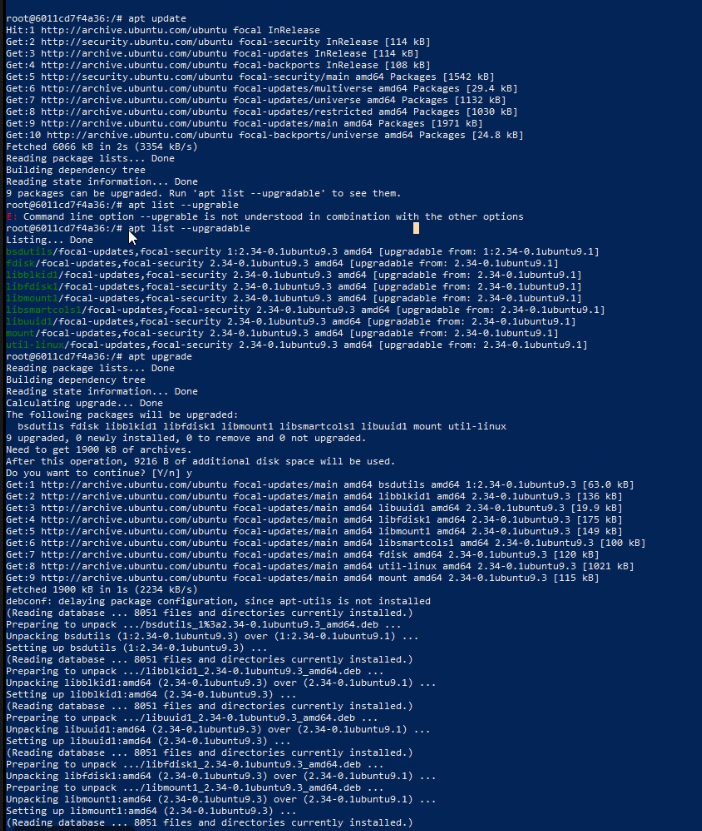 root@6011cd7f4a36:/# apt update
Hit:1 http://archive.ubuntu.com/ubuntu focal InRelease
Get:2 http://security.ubuntu.com/ubuntu focal-security InRelease [114 kB]
Get:3 http://archive.ubuntu.com/ubuntu focal-updates InRelease [114 kB]
Get:4 http://archive.ubuntu.com/ubuntu focal-backports InRelease [108 kB]
Get:5 http://security.ubuntu.com/ubuntu focal-security/main amd64 Packages [1542 kB]
Get:6 http://archive.ubuntu.com/ubuntu focal-updates/multiverse amd64 Packages [29.4 kB]
Get:7 http://archive.ubuntu.com/ubuntu focal-updates/universe amd64 Packages [1132 kB]
Get:8 http://archive.ubuntu.com/ubuntu focal-updates/restricted amd64 Packages [1030 kB]
Get:9 http://archive.ubuntu.com/ubuntu focal-updates/main amd64 Packages [1971 kB]
Get:10 http://archive.ubuntu.com/ubuntu focal-backports/universe amd64 Packages [24.8 kB]
Fetched 6066 kB in 2s (3354 kB/s)
Reading package lists... Done
Building dependency tree
Reading state information... Done
9 packages can be upgraded. Run 'apt list --upgradable' to see them.
root@6011cd7f4a36:/# apt list --upgrable
E: Command line option --upgrable is not understood in combination with the other options
root@6011cd7f4a36:/# apt list --upgradable
Listing... Done
bsdutils/focal-updates,focal-security 1:2.34-0.1ubuntu9.3 amd64 [upgradable from: 1:2.34-0.1ubuntu9.1]
fdisk/focal-updates,focal-security 2.34-0.1ubuntu9.3 amd64 [upgradable from: 2.34-0.1ubuntu9.1]
libblkid1/focal-updates,focal-security 2.34-0.1ubuntu9.3 amd64 [upgradable from: 2.34-0.1ubuntu9.1]
libfdisk1/focal-updates,focal-security 2.34-0.1ubuntu9.3 amd64 [upgradable from: 2.34-0.1ubuntu9.1]
libmount1/focal-updates,focal-security 2.34-0.1ubuntu9.3 amd64 [upgradable from: 2.34-0.1ubuntu9.1]
libsmartcols1/focal-updates,focal-security 2.34-0.1ubuntu9.3 amd64 [upgradable from: 2.34-0.1ubuntu9.1]
libuuid1/focal-updates,focal-security 2.34-0.1ubuntu9.3 amd64 [upgradable from: 2.34-0.1ubuntu9.1]
mount/focal-updates,focal-security 2.34-0.1ubuntu9.3 amd64 [upgradable from: 2.34-0.1ubuntu9.1]
util-linux/focal-updates,focal-security 2.34-0.1ubuntu9.3 amd64 [upgradable from: 2.34-0.1ubuntu9.1]
root@6011cd7f4a36:/# apt upgrade
Reading package lists... Done
Building dependency tree
Reading state information... Done
Calculating upgrade... Done
The following packages will be upgraded:
bsdutils fdisk libblkid1 libfdisk1 libmount1 libsmartcols1 libuuid1 mount util-linux
9 upgraded, 0 newly installed, 0 to remove and 0 not upgraded.
Need to get 1900 kB of archives.
After this operation, 9216 B of additional disk space will be used.
Do you want to continue? [Y/n] y
Get:1 http://archive.ubuntu.com/ubuntu focal-updates/main amd64 bsdutils amd64 1:2.34-0.1ubuntu9.3 [63.0 kB]
Get:2 http://archive.ubuntu.com/ubuntu focal-updates/main amd64 libblkid1 amd64 2.34-0.1ubuntu9.3 [136 kB]
Get:3 http://archive.ubuntu.com/ubuntu focal-updates/main amd64 libuuid1 amd64 2.34-0.1ubuntu9.3 [19.9 kB]
Get:4 http://archive.ubuntu.com/ubuntu focal-updates/main amd64 libfdisk1 amd64 2.34-0.1ubuntu9.3 [175 kB]
Get:5 http://archive.ubuntu.com/ubuntu focal-updates/main amd64 libmount1 amd64 2.34-0.1ubuntu9.3 [149 kB]
Get:6 http://archive.ubuntu.com/ubuntu focal-updates/main amd64 libsmartcols1 amd64 2.34-0.1ubuntu9.3 [100 kB]
Get:7 http://archive.ubuntu.com/ubuntu focal-updates/main amd64 fdisk amd64 2.34-0.1ubuntu9.3 [120 kB]
Get:8 http://archive.ubuntu.com/ubuntu focal-updates/main amd64 util-linux amd64 2.34-0.1ubuntu9.3 [1021 kB]
Get:9 http://archive.ubuntu.com/ubuntu focal-updates/main amd64 mount amd64 2.34-0.1ubuntu9.3 [115 kB]
Fetched 1900 kB in 1s (2234 kB/s)
debconf: delaying package configuration, since apt-utils is not installed
(Reading database ... 8051 files and directories currently installed.)
Preparing to unpack .../bsdutils_1%3a2.34-0.1ubuntu9.3_amd64.deb ...
Unpacking bsdutils (1:2.34-0.1ubuntu9.3) over (1:2.34-0.1ubuntu9.1) ...
Setting up bsdutils (1:2.34-0.1ubuntu9.3) ...
(Reading database ... 8051 files and directories currently installed.)
Preparing to unpack .../libblkid1_2.34-0.1ubuntu9.3_amd64.deb ...
Unpacking libblkid1:amd64 (2.34-0.1ubuntu9.3) over (2.34-0.1ubuntu9.1) ...
Setting up libblkid1:amd64 (2.34-0.1ubuntu9.3) ...
(Reading database ... 8051 files and directories currently installed.)
Preparing to unpack .../libuuid1_2.34-0.1ubuntu9.3_amd64.deb ...
Unpacking libuuid1:amd64 (2.34-0.1ubuntu9.3) over (2.34-0.1ubuntu9.1) ...
Setting up libuuid1:amd64 (2.34-0.1ubuntu9.3) ...
(Reading database ... 8051 files and directories currently installed.)
Preparing to unpack .../libfdisk1_2.34-0.1ubuntu9.3_amd64.deb ...
Unpacking libfdisk1:amd64 (2.34-0.1ubuntu9.3) over (2.34-0.1ubuntu9.1) ...
Preparing to unpack .../libmount1_2.34-0.1ubuntu9.3_amd64.deb ...
Unpacking libmount1:amd64 (2.34-0.1ubuntu9.3) over (2.34-0.1ubuntu9.1) ...
Setting up libmount1:amd64 (2.34-0.1ubuntu9.3) ...
(Reading database ... 8051 files and directories currently installed.)